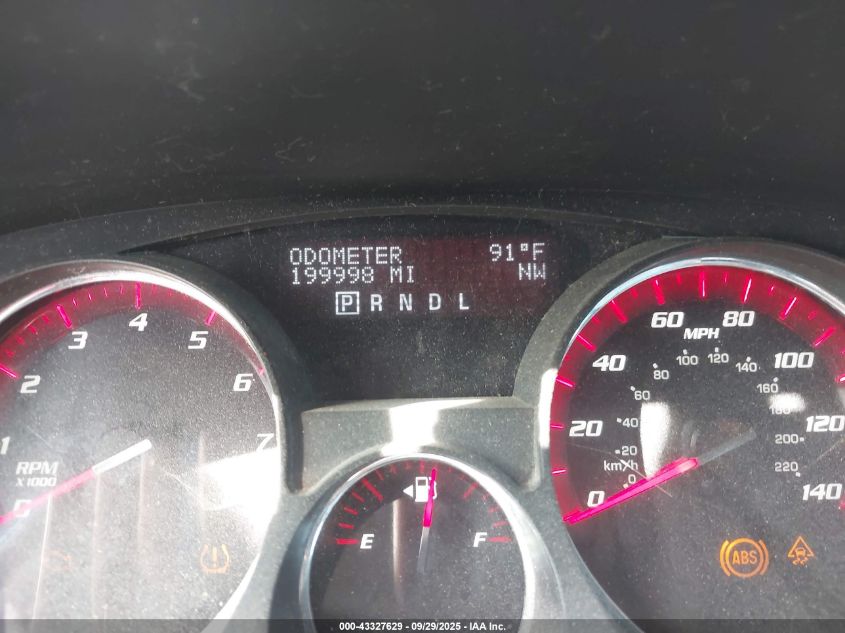 ODOMETER 91°F
199998 MI NW
P R N D L
1 2 3 4 5 6 7
RPM
X1000
0
E F
0 20 40 60 80 100 120 140
MPH
0 20 40 60 80 100 120 140 160 180 200 220
km/h
ABS
000-43327629 - 09/29/2025 - IAA Inc.